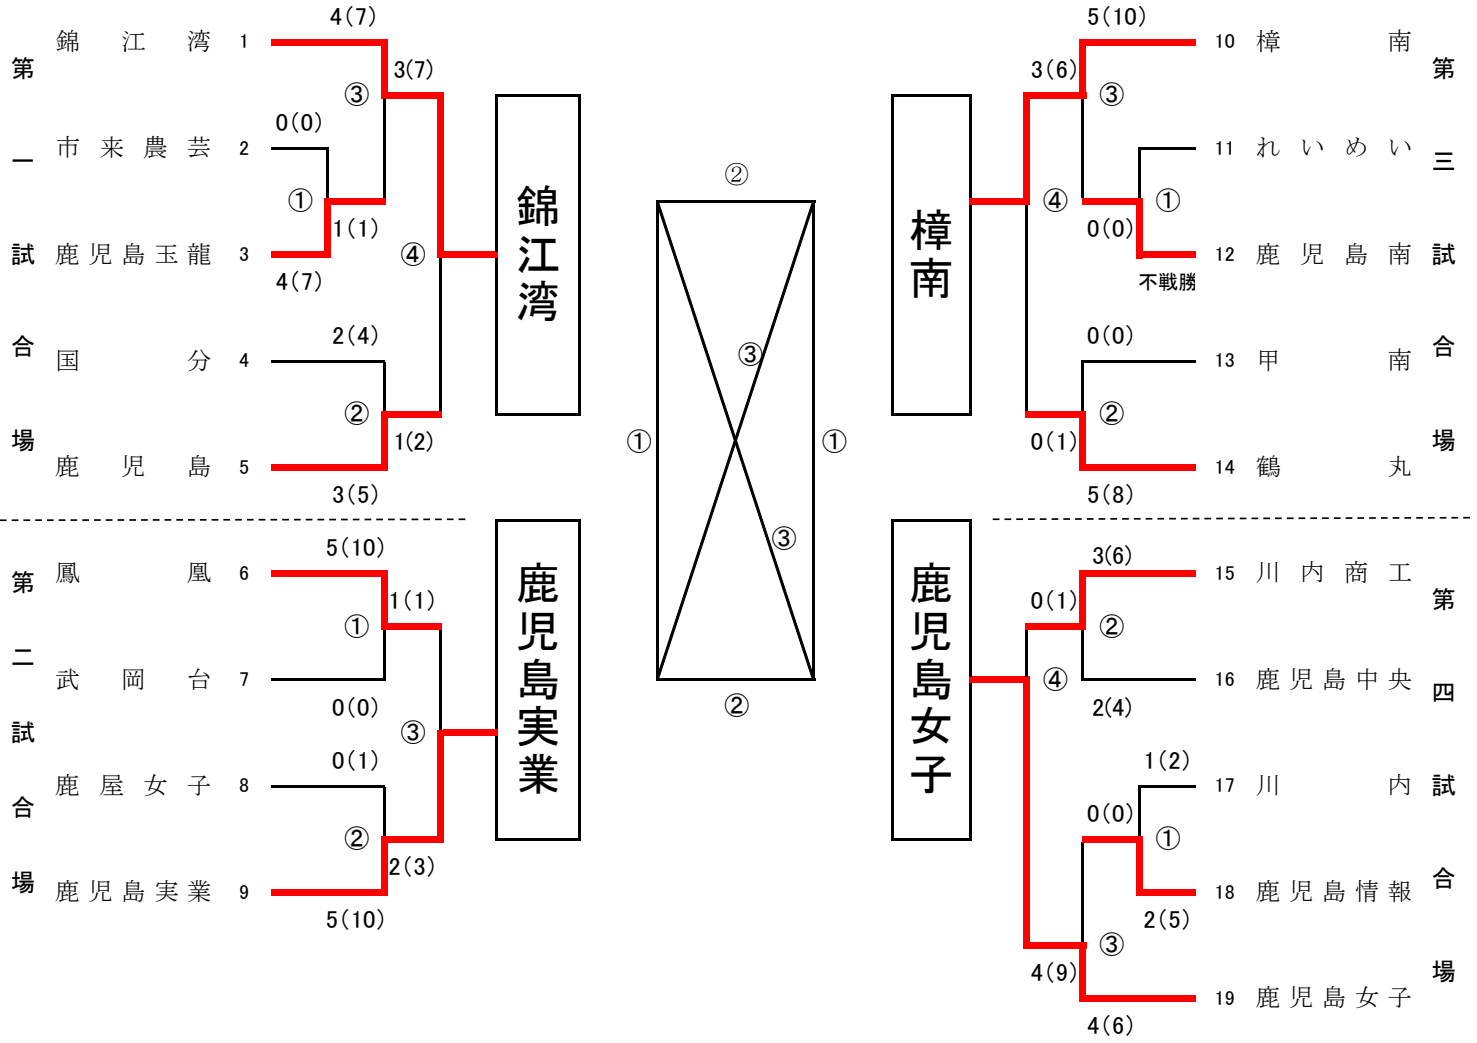 第一試合場
4(7)
錦江湾 1
3(7)
③
0(0)
市来農芸 2
①
1(1)
鹿児島玉龍 3
4(7)
④
錦江湾
2(4)
国分 4
②
1(2)
鹿児島 5
3(5)
第二試合場
5(10)
鳳凰 6
1(1)
①
武岡台 7
0(0)
③
鹿児島実業
0(1)
鹿屋女子 8
②
2(3)
鹿児島実業 9
5(10)
②
③
①
①
③
②
第三試合場
5(10)
10 樟南
3(6)
③
11 れいめい
④
①
0(0)
12 鹿児島南
不戦勝
樟南
0(0)
13 甲南
②
0(1)
14 鶴丸
5(8)
第四試合場
3(6)
15 川内商工
0(1)
②
16 鹿児島中央
④
2(4)
鹿児島女子
1(2)
17 川内
0(0)
①
18 鹿児島情報
2(5)
③
4(9)
19 鹿児島女子
4(6)